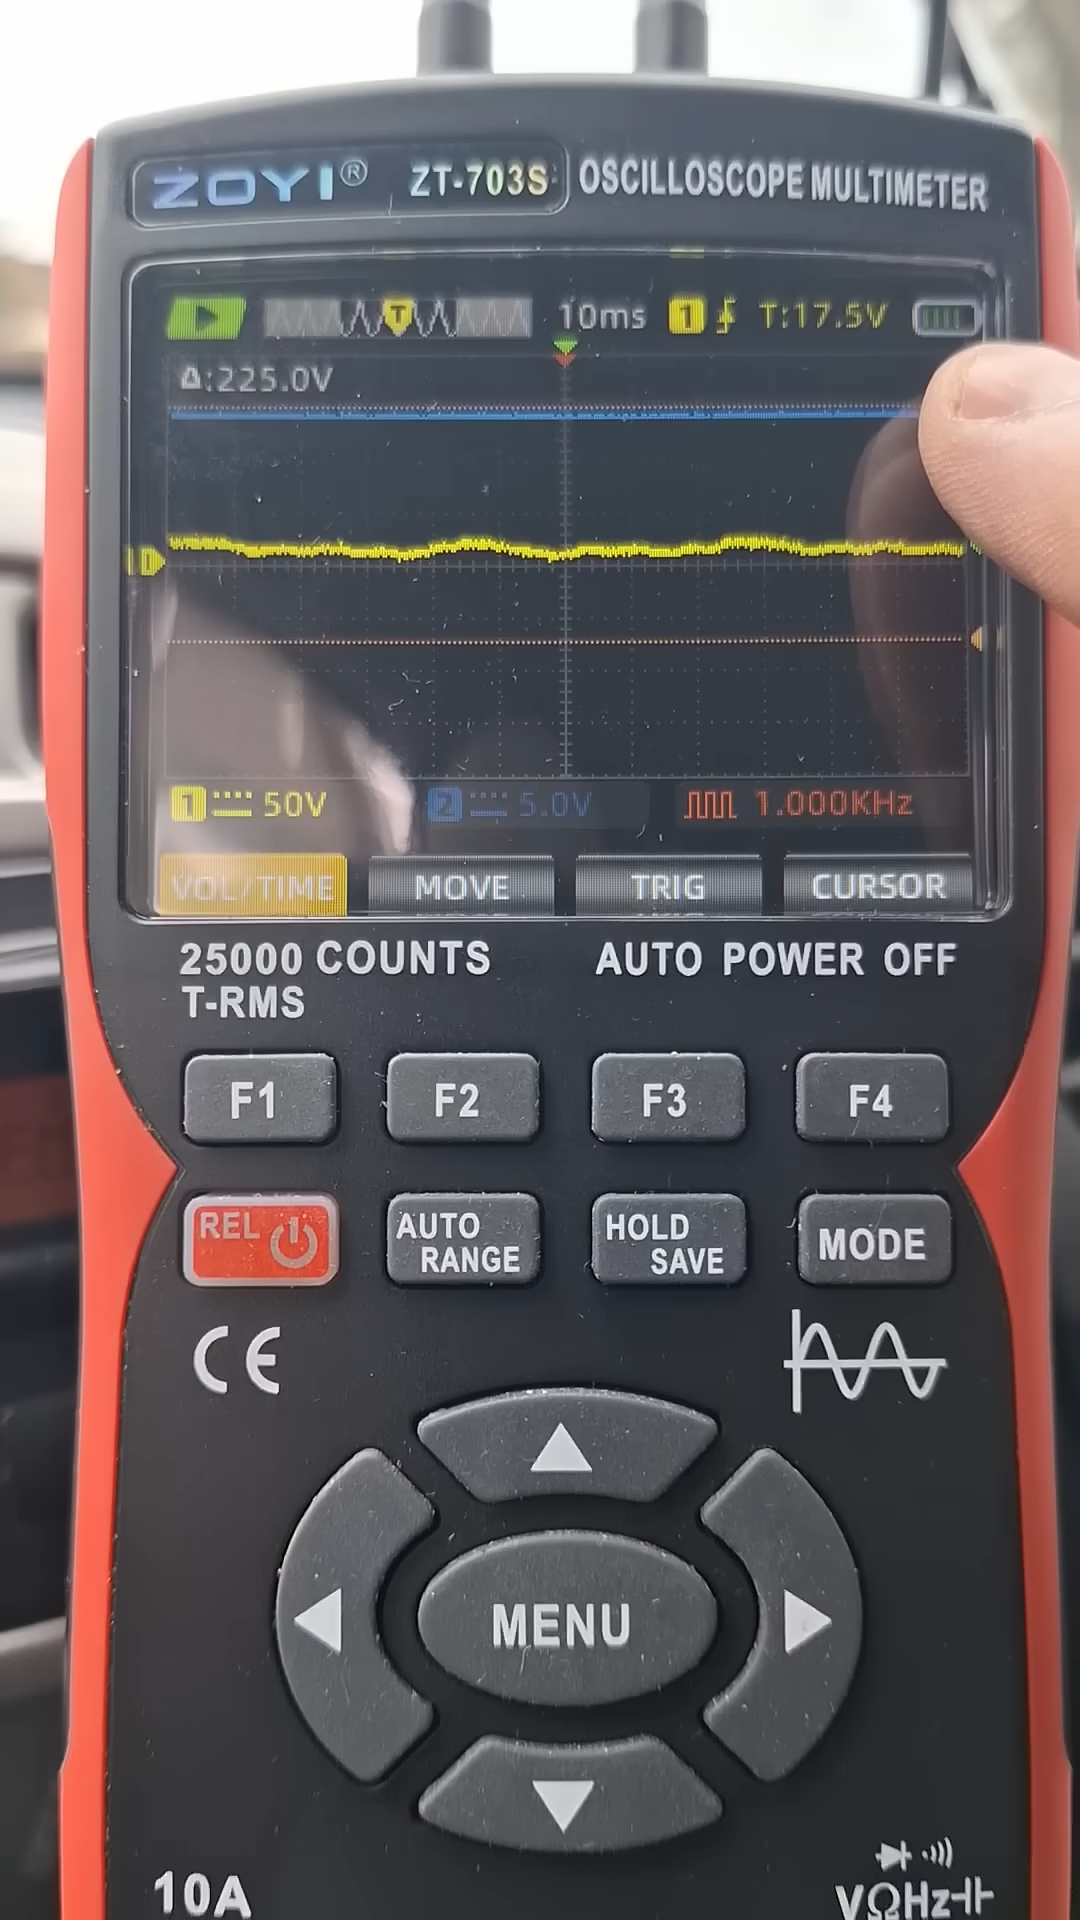 ZOYI® ZT-703S OSCILLOSCOPE MULTIMETER
T 10ms 1 T:17.5V
Δ:225.0V
1 50V 2 5.0V 1.000KHz
VOL/TIME MOVE TRIG CURSOR
25000 COUNTS AUTO POWER OFF
T-RMS
F1 F2 F3 F4
REL AUTO RANGE HOLD SAVE MODE
CE
MENU
10A VΩHz